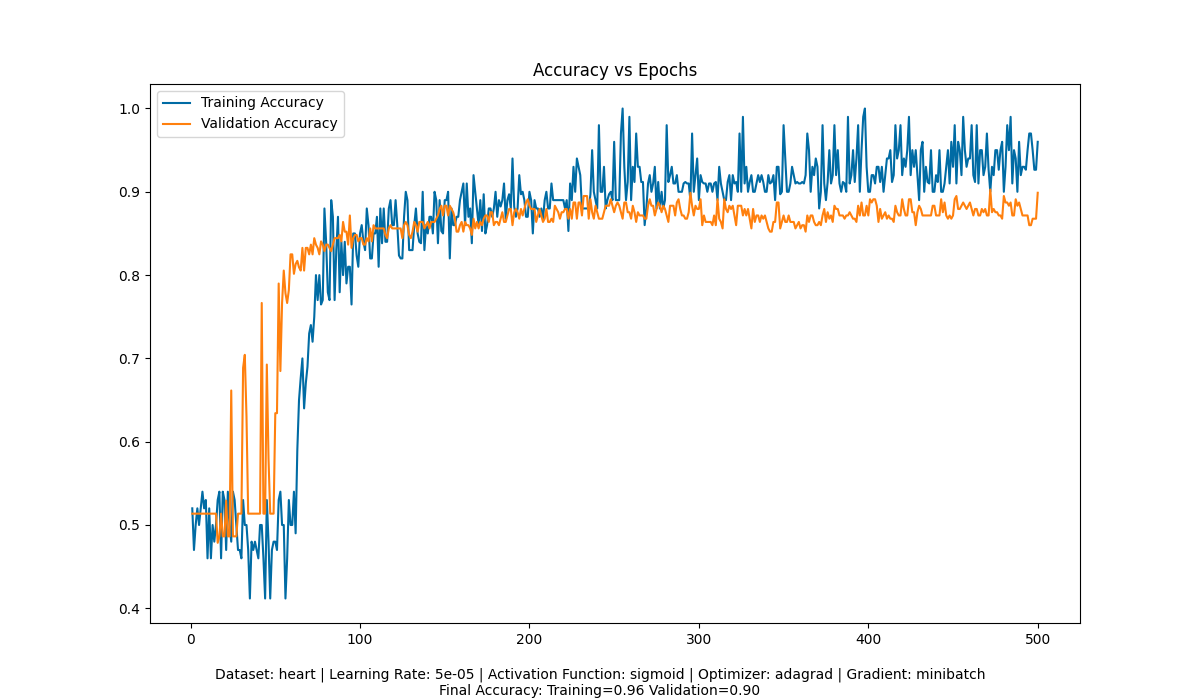 Accuracy vs Epochs
Training Accuracy
Validation Accuracy
1.0
0.9
0.8
0.7
0.6
0.5
0.4
0 100 200 300 400 500
Dataset: heart | Learning Rate: 5e-05 | Activation Function: sigmoid | Optimizer: adagrad | Gradient: minibatch
Final Accuracy: Training=0.96 Validation=0.90